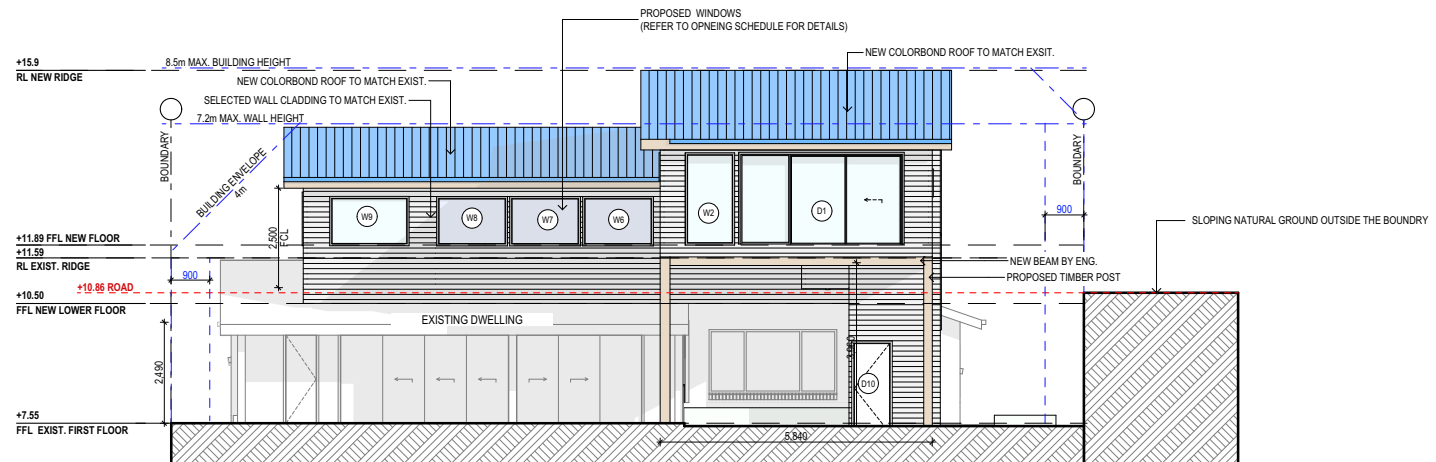 PROPOSED  WINDOWS
(REFER TO OPNEING SCHEDULE FOR DETAILS)
NEW COLORBOND ROOF TO MATCH EXSIT.
+15.9
RL NEW RIDGE
8.5m MAX. BUILDING HEIGHT
NEW COLORBOND ROOF TO MATCH EXIST.
SELECTED WALL CLADDING TO MATCH EXIST.
7.2m MAX. WALL HEIGHT
BOUNDARY
BOUNDARY
BUILDING ENVELOPE
4m
W9
W8
W7
W6
W2
D1
2,500
FCL
900
SLOPING NATURAL GROUND OUTSIDE THE BOUNDRY
+11.89 FFL NEW FLOOR
+11.59
RL EXIST. RIDGE
NEW BEAM BY ENG.
PROPOSED TIMBER POST
900
+10.86 ROAD
+10.50
FFL NEW LOWER FLOOR
EXISTING DWELLING
2,490
D10
+7.55
FFL  EXIST. FIRST FLOOR
5,840